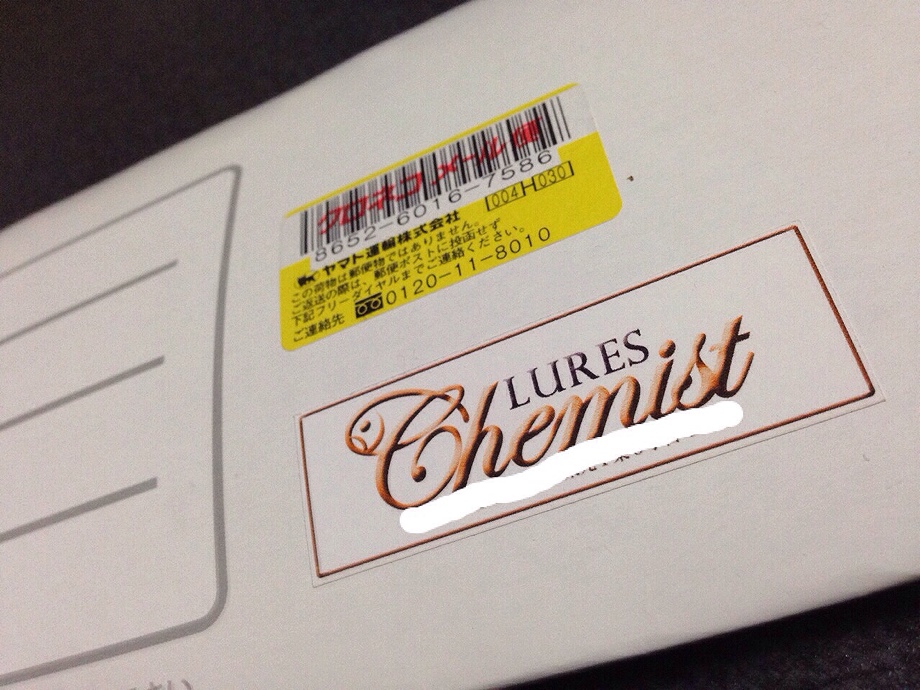 クロネコメール便
8652-6016-7586
004-030
ヤマト運輸株式会社
この荷物は郵便物ではありません。
ご返送の際は、郵便ポストに投函せず
下記フリーダイヤルまでご連絡ください。
ご連絡先 0120-11-8010
LURES
Chemist
さい